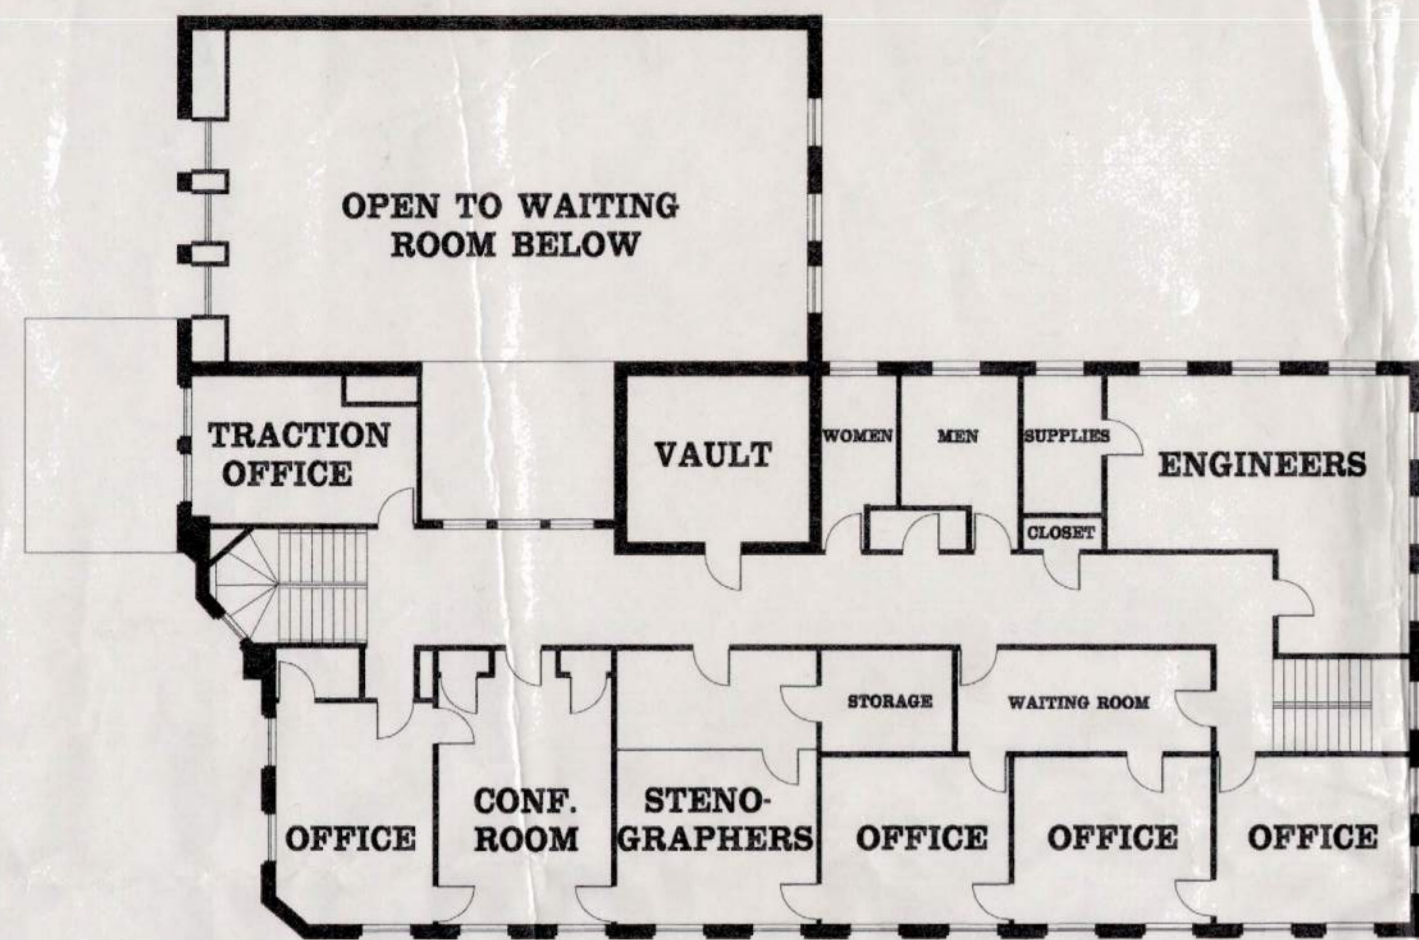 OPEN TO WAITING
ROOM BELOW
TRACTION
OFFICE
VAULT
WOMEN
MEN
SUPPLIES
ENGINEERS
CLOSET
STORAGE
WAITING ROOM
OFFICE
CONF.
ROOM
STENO-
GRAPHERS
OFFICE
OFFICE
OFFICE